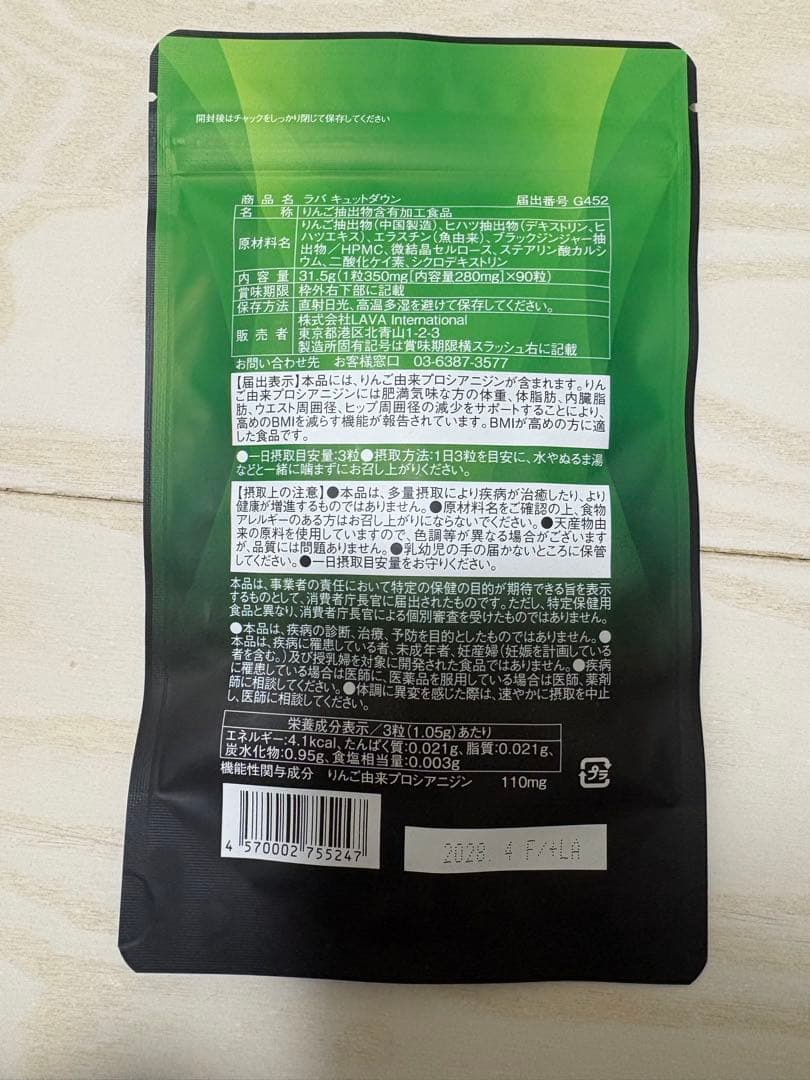 開封後はチャックをしっかり閉じて保存してください
商品名 ラバ キュットダウン 届出番号 G452
名称 りんご抽出物含有加工食品
原材料名 りんご抽出物(中国製造)、ヒハツ抽出物(デキストリン、ヒ
ハツエキス)、エラスチン(魚由来)、ブラックジンジャー抽
出物/HPMC、微結晶セルロース、ステアリン酸カルシ
ウム、二酸化ケイ素、シクロデキストリン
内容量 31.5g(1粒350mg[内容量280mg]×90粒)
賞味期限 枠外右下部に記載
保存方法 直射日光、高温多湿を避けて保存してください。
販売者 株式会社LAVA International
東京都港区北青山1-2-3
製造所固有記号は賞味期限横スラッシュ右に記載
お問い合わせ先 お客様窓口 03-6387-3577
【届出表示】本品には、りんご由来プロシアニジンが含まれます。りん
ご由来プロシアニジンには肥満気味な方の体重、体脂肪、内臓脂
肪、ウエスト周囲径、ヒップ周囲径の減少をサポートすることにより、
高めのBMIを減らす機能が報告されています。BMIが高めの方に適
した食品です。
●一日摂取目安量:3粒●摂取方法:1日3粒を目安に、水やぬるま湯
などと一緒に噛まずにお召し上がりください。
【摂取上の注意】●本品は、多量摂取により疾病が治癒したり、より
健康が増進するものではありません。●原材料名をご確認の上、食物
アレルギーのある方はお召し上がりにならないでください。●天産物由
来の原料を使用していますので、色調等が異なる場合がございます
が、品質には問題ありません。●乳幼児の手の届かないところに保管
してください。●一日摂取目安量をお守りください。
本品は、事業者の責任において特定の保健の目的が期待できる旨を表示
するものとして、消費者庁長官に届出されたものです。ただし、特定保健用
食品と異なり、消費者庁長官による個別審査を受けたものではありません。
●本品は、疾病の診断、治療、予防を目的としたものではありません。●
本品は、疾病に罹患している者、未成年者、妊産婦(妊娠を計画している
者を含む。)及び授乳婦を対象に開発された食品ではありません。●疾病
に罹患している場合は医師に、医薬品を服用している場合は医師、薬剤
師に相談してください。●体調に異変を感じた際は、速やかに摂取を中止
し、医師に相談してください。
栄養成分表示/3粒(1.05g)あたり
エネルギー:4.1kcal、たんぱく質:0.021g、脂質:0.021g、
炭水化物:0.95g、食塩相当量:0.003g
機能性関与成分 りんご由来プロシアニジン 110mg
プラ
4 570002 755247
2028. 4 F/+LA